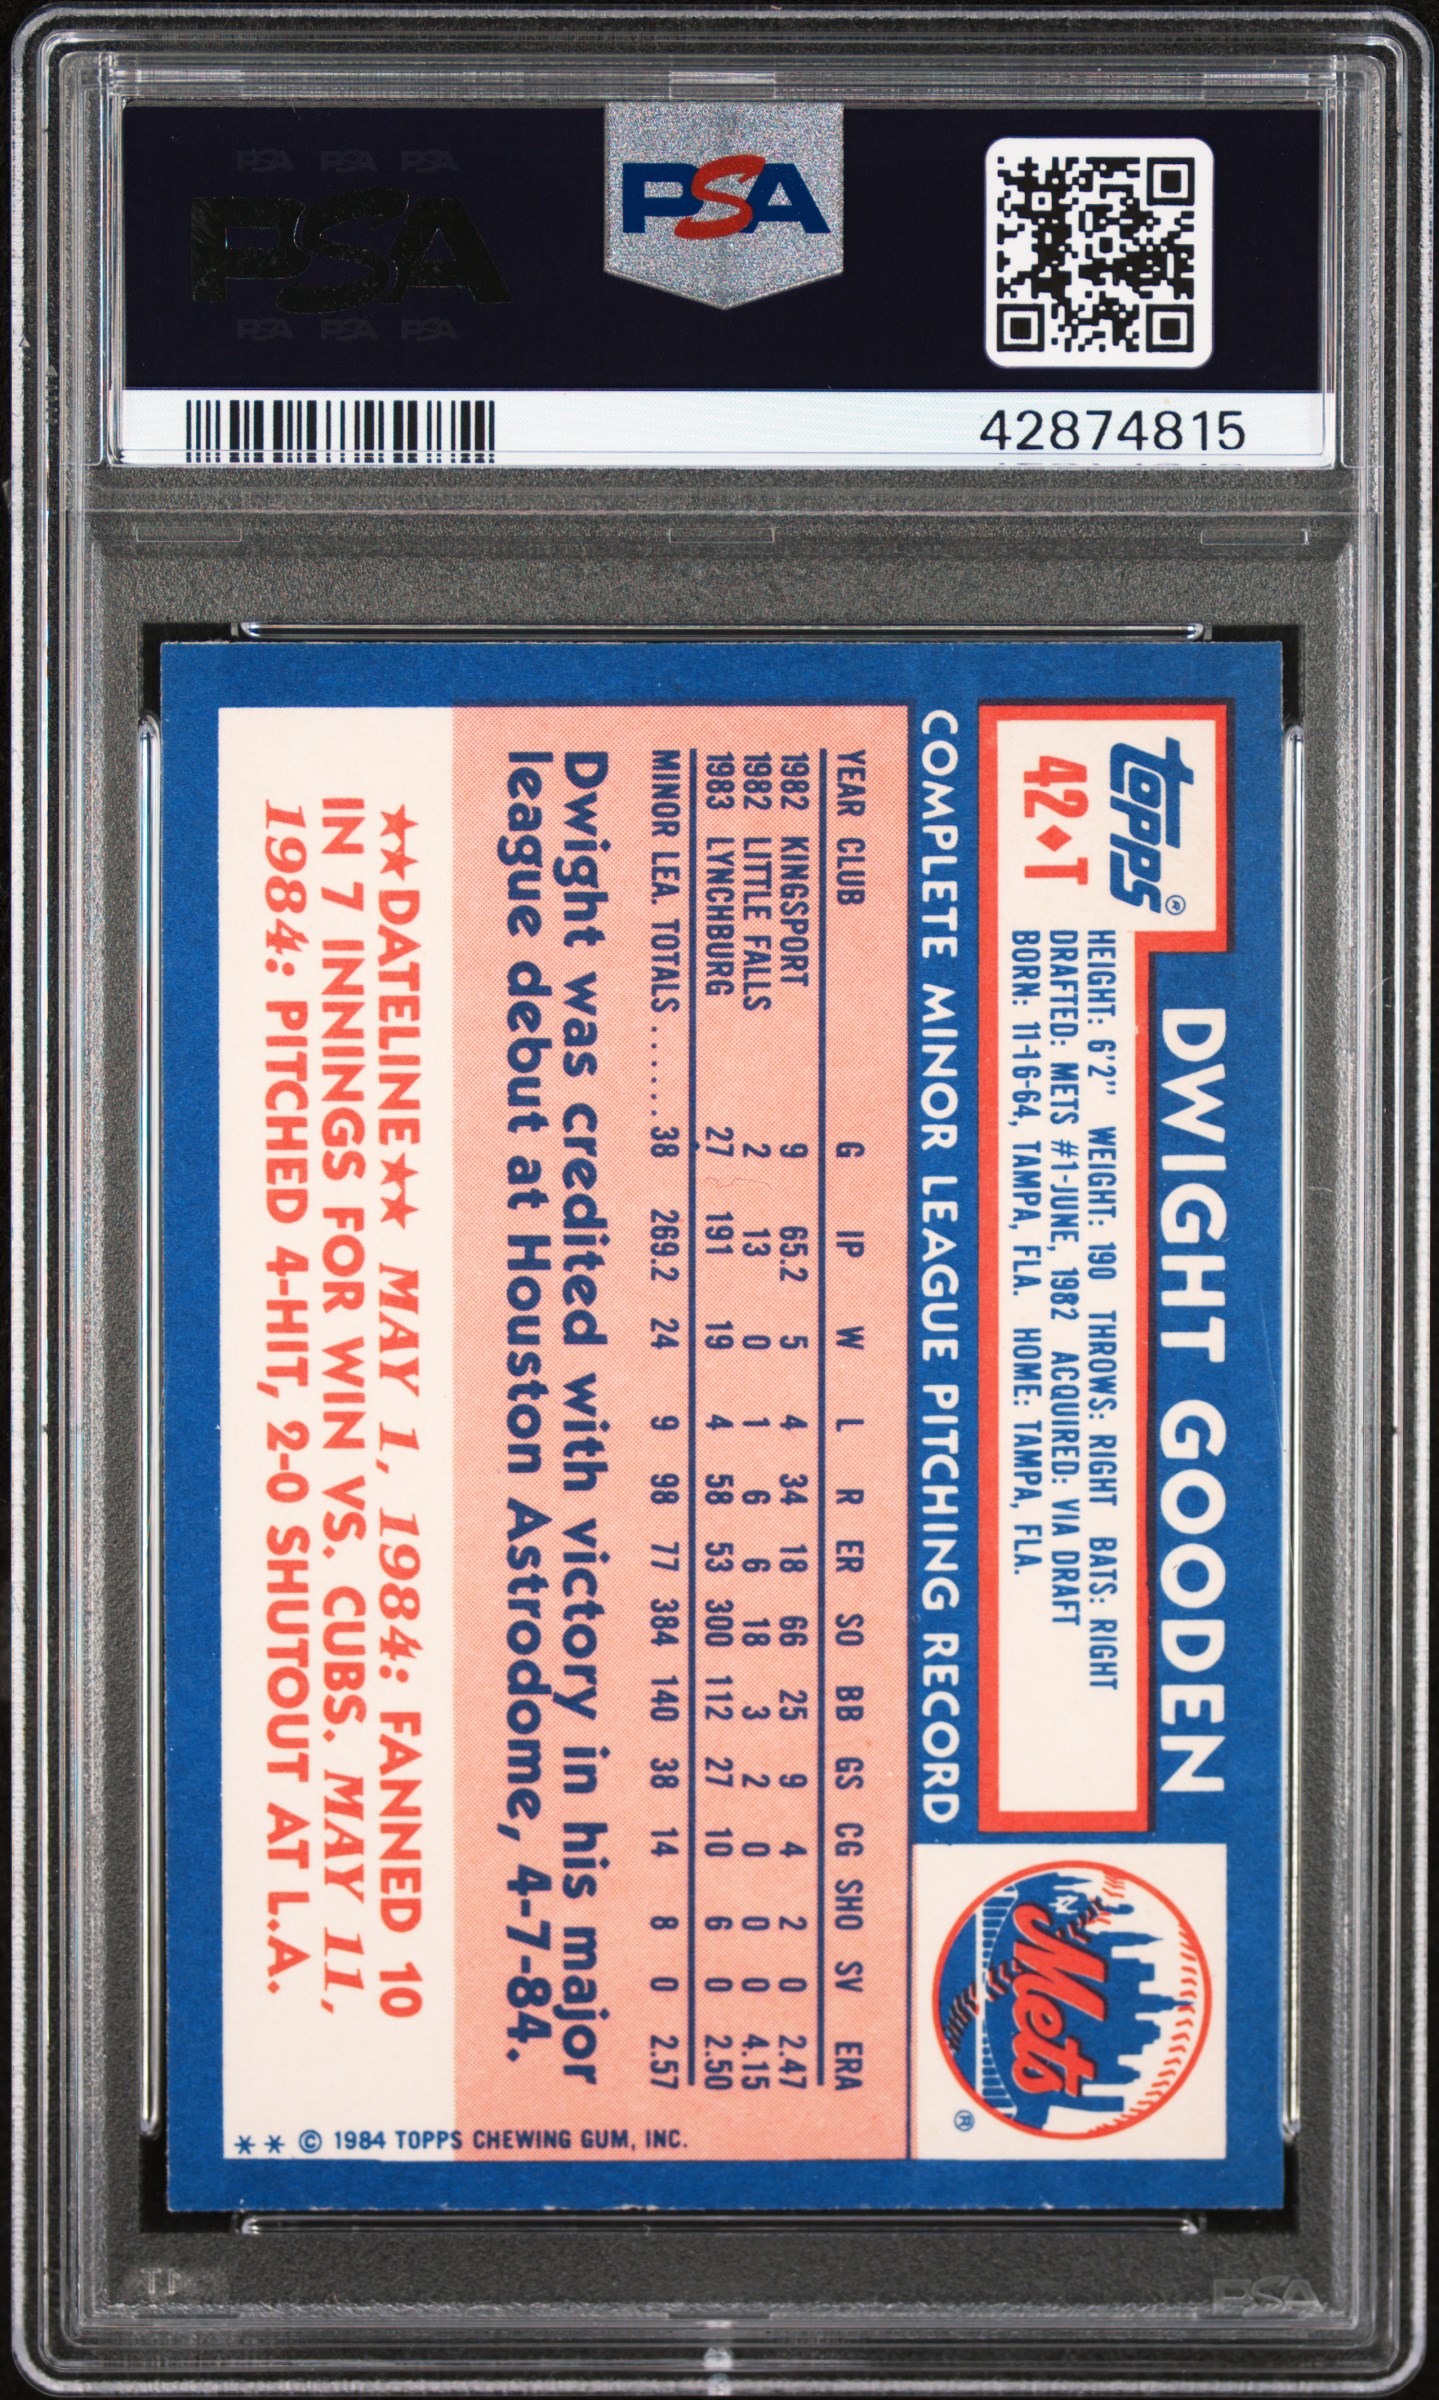 PSA PSA PSA
PSA
PSA PSA PSA
PSA
42874815
topps®
42♦T
DWIGHT GOODEN
HEIGHT: 6'2" WEIGHT: 190 THROWS: RIGHT BATS: RIGHT
DRAFTED: METS #1-JUNE, 1982 ACQUIRED: VIA DRAFT
BORN: 11-16-64, TAMPA, FLA. HOME: TAMPA, FLA.
Mets
®
COMPLETE MINOR LEAGUE PITCHING RECORD
YEAR CLUB G IP W L R ER SO BB GS CG SHO SV ERA
1982 KINGSPORT 9 65.2 5 4 34 18 66 25 9 4 2 0 2.47
1982 LITTLE FALLS 2 13 0 1 6 6 18 3 2 0 0 0 4.15
1983 LYNCHBURG 27 191 19 4 58 53 300 112 27 10 6 0 2.50
MINOR LEA. TOTALS ...... 38 269.2 24 9 98 77 384 140 38 14 8 0 2.57
Dwight was credited with victory in his major
league debut at Houston Astrodome, 4-7-84.
★★DATELINE★★ MAY 1, 1984: FANNED 10
IN 7 INNINGS FOR WIN VS. CUBS. MAY 11,
1984: PITCHED 4-HIT, 2-0 SHUTOUT AT L.A.
** © 1984 TOPPS CHEWING GUM, INC.
PSA